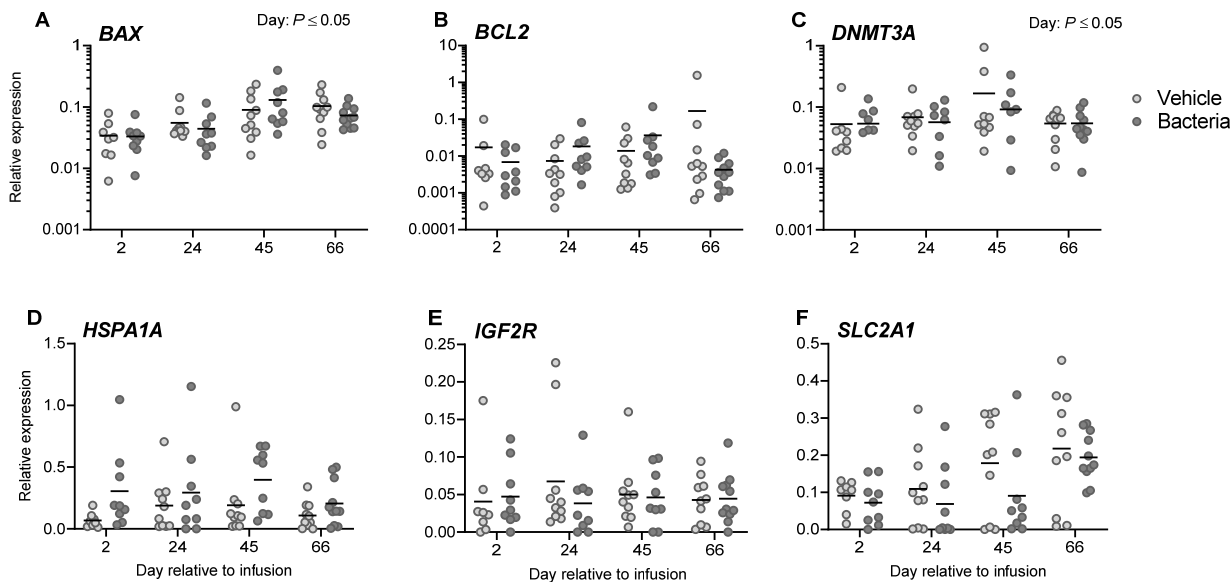 A BAX Day: P ≤ 0.05
B BCL2
C DNMT3A Day: P ≤ 0.05
Relative expression
1
0.1
0.01
0.001
2 24 45 66
10
1
0.1
0.01
0.001
0.0001
2 24 45 66
1
0.1
0.01
0.001
2 24 45 66
Vehicle
Bacteria
D HSPA1A
E IGF2R
F SLC2A1
Relative expression
1.5
1.0
0.5
0.0
2 24 45 66
Day relative to infusion
0.25
0.20
0.15
0.10
0.05
0.00
2 24 45 66
Day relative to infusion
0.5
0.4
0.3
0.2
0.1
0.0
2 24 45 66
Day relative to infusion